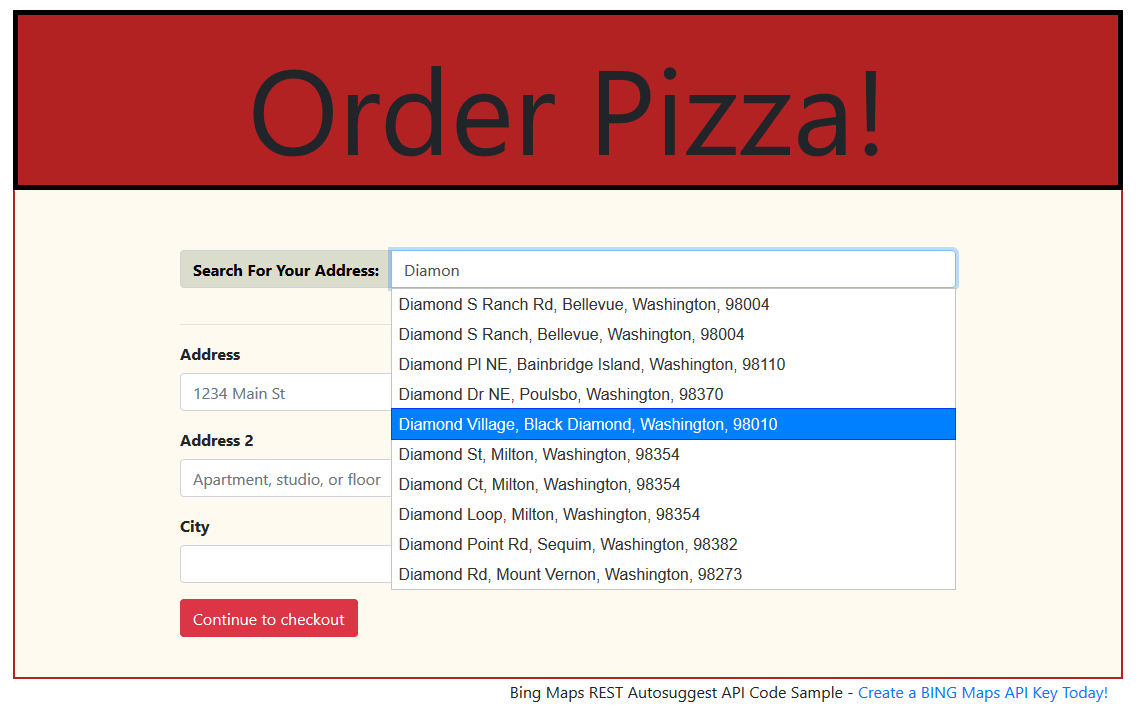 Order Pizza!
Search For Your Address: Diamon
Diamond S Ranch Rd, Bellevue, Washington, 98004
Diamond S Ranch, Bellevue, Washington, 98004
Diamond Pl NE, Bainbridge Island, Washington, 98110
Diamond Dr NE, Poulsbo, Washington, 98370
Diamond Village, Black Diamond, Washington, 98010
Diamond St, Milton, Washington, 98354
Diamond Ct, Milton, Washington, 98354
Diamond Loop, Milton, Washington, 98354
Diamond Point Rd, Sequim, Washington, 98382
Diamond Rd, Mount Vernon, Washington, 98273
Address
1234 Main St
Address 2
Apartment, studio, or floor
City
Continue to checkout
Bing Maps REST Autosuggest API Code Sample - Create a BING Maps API Key Today!